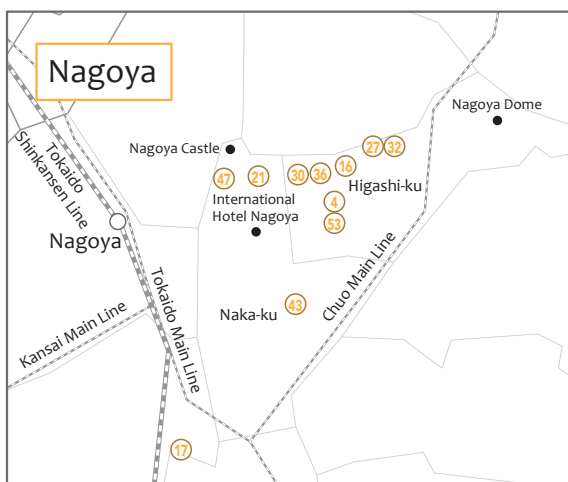 Nagoya
Nagoya Dome
Nagoya Castle
27
32
16
47
21
30
36
Higashi-ku
4
International
Hotel Nagoya
53
Tokaido
Shinkansen Line
Nagoya
Chuo Main Line
Tokaido Main Line
Naka-ku
43
Kansai Main Line
17